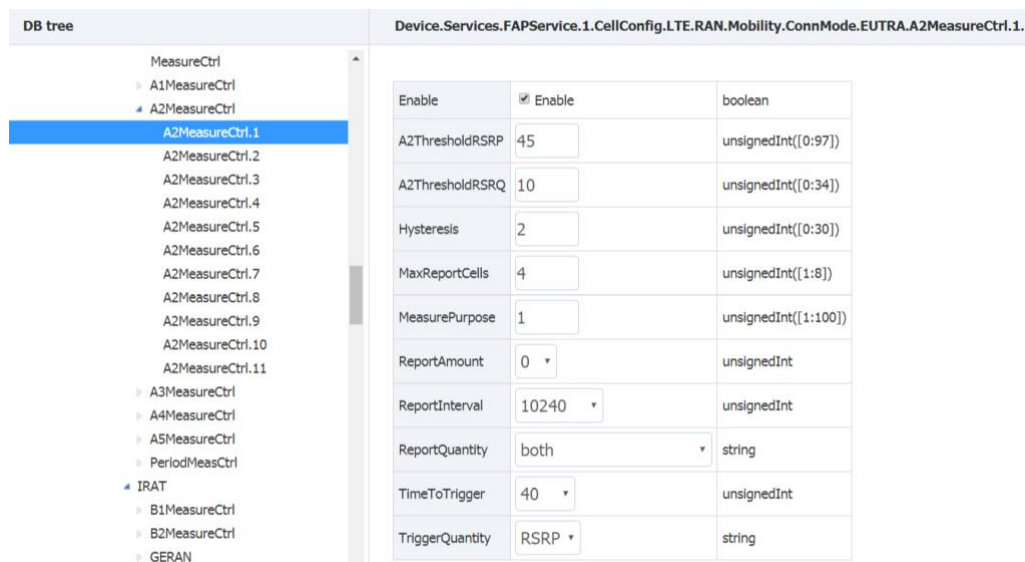 DB tree
Device.Services.FAPService.1.CellConfig.LTE.RAN.Mobility.ConnMode.EUTRA.A2MeasureCtrl.1.
MeasureCtrl
A1MeasureCtrl
A2MeasureCtrl
A2MeasureCtrl.1
A2MeasureCtrl.2
A2MeasureCtrl.3
A2MeasureCtrl.4
A2MeasureCtrl.5
A2MeasureCtrl.6
A2MeasureCtrl.7
A2MeasureCtrl.8
A2MeasureCtrl.9
A2MeasureCtrl.10
A2MeasureCtrl.11
A3MeasureCtrl
A4MeasureCtrl
A5MeasureCtrl
PeriodMeasCtrl
IRAT
B1MeasureCtrl
B2MeasureCtrl
GERAN
Enable Enable boolean
A2ThresholdRSRP 45 unsignedInt([0:97])
A2ThresholdRSRQ 10 unsignedInt([0:34])
Hysteresis 2 unsignedInt([0:30])
MaxReportCells 4 unsignedInt([1:8])
MeasurePurpose 1 unsignedInt([1:100])
ReportAmount 0 unsignedInt
ReportInterval 10240 unsignedInt
ReportQuantity both string
TimeToTrigger 40 unsignedInt
TriggerQuantity RSRP string